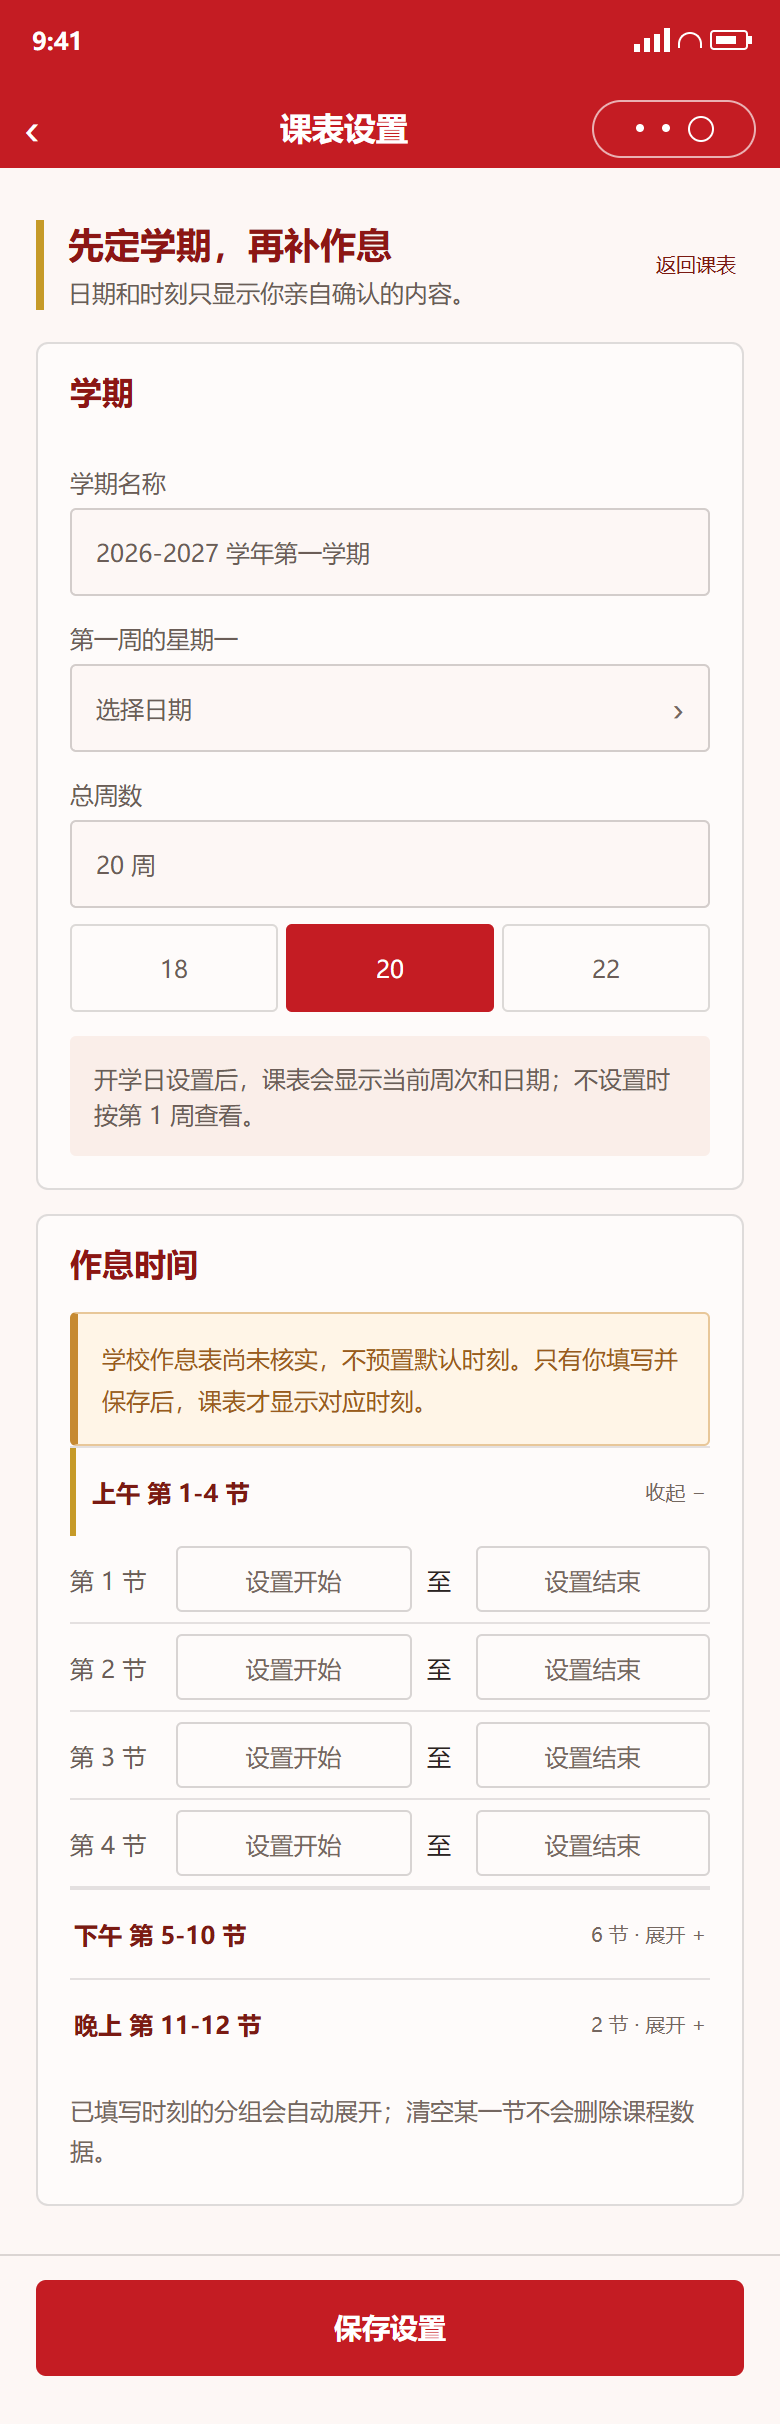 9:41
课表设置
先定学期，再补作息
日期和时刻只显示你亲自确认的内容。
返回课表
学期
学期名称
2026-2027 学年第一学期
第一周的星期一
选择日期 ›
总周数
20 周
18 20 22
开学日设置后，课表会显示当前周次和日期；不设置时
按第 1 周查看。
作息时间
学校作息表尚未核实，不预置默认时刻。只有你填写并
保存后，课表才显示对应时刻。
上午 第 1-4 节 收起 −
第 1 节 设置开始 至 设置结束
第 2 节 设置开始 至 设置结束
第 3 节 设置开始 至 设置结束
第 4 节 设置开始 至 设置结束
下午 第 5-10 节 6 节 · 展开 +
晚上 第 11-12 节 2 节 · 展开 +
已填写时刻的分组会自动展开；清空某一节不会删除课程数
据。
保存设置